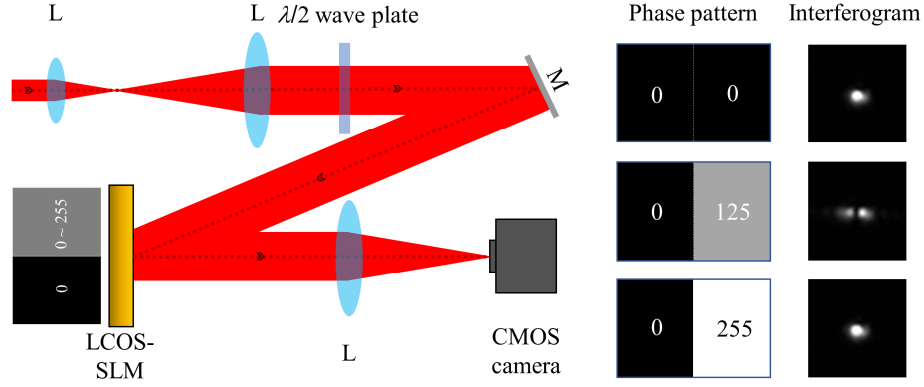 L
L
λ/2 wave plate
M
0 ~ 255
0
LCOS-
SLM
L
CMOS
camera
Phase pattern
Interferogram
0 0
0 125
0 255